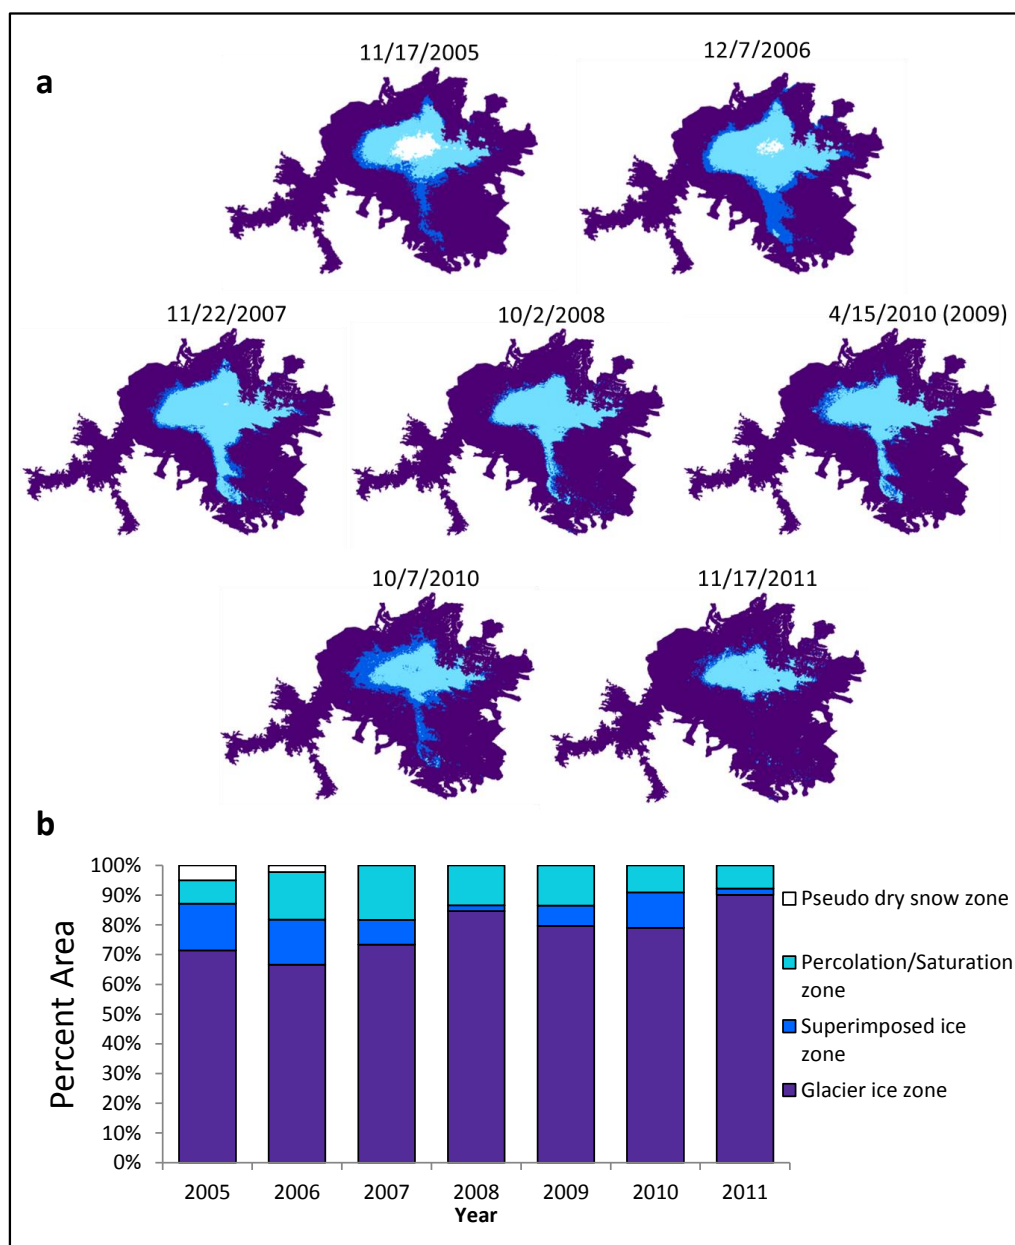 a
11/17/2005
12/7/2006
11/22/2007
10/2/2008
4/15/2010 (2009)
10/7/2010
11/17/2011
b
Percent Area
100%
90%
80%
70%
60%
50%
40%
30%
20%
10%
0%
2005
2006
2007
2008
2009
2010
2011
Year
Pseudo dry snow zone
Percolation/Saturation
zone
Superimposed ice
zone
Glacier ice zone